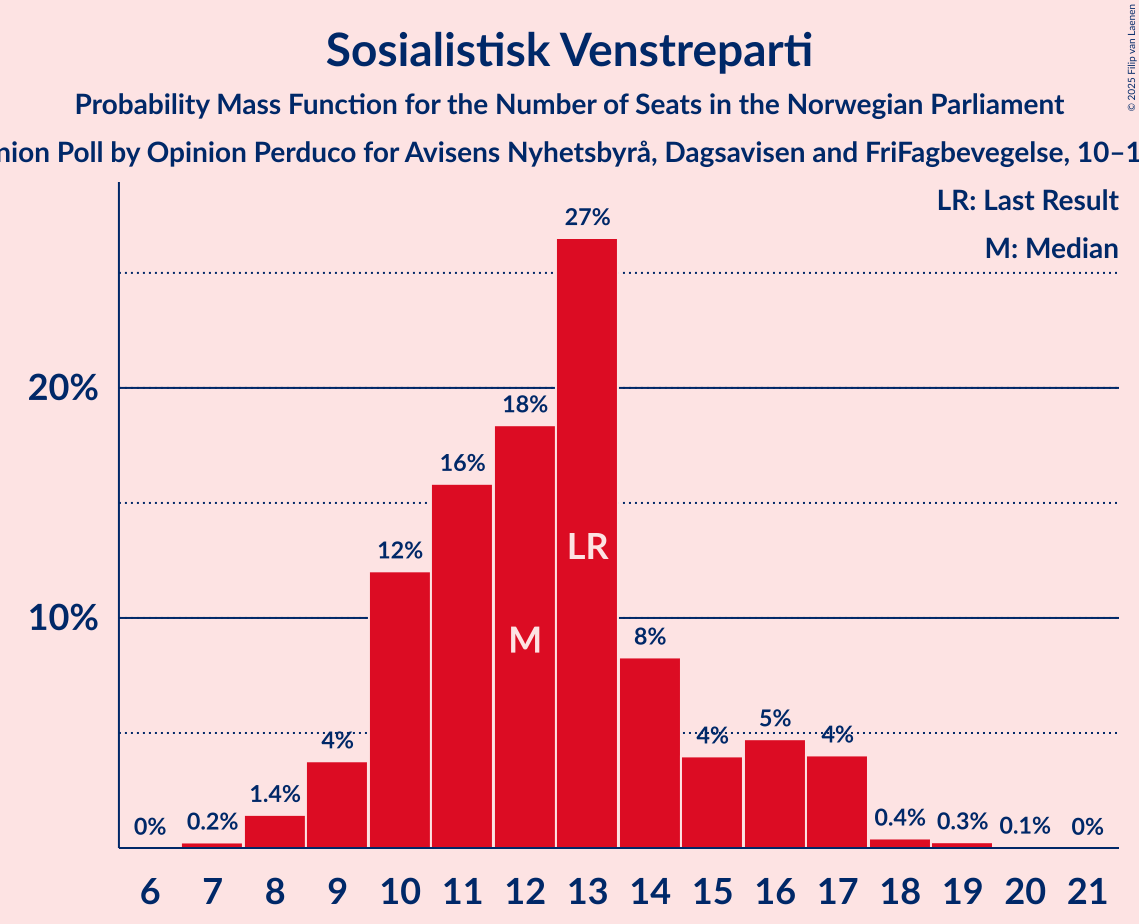 Sosialistisk Venstreparti
Probability Mass Function for the Number of Seats in the Norwegian Parliament
Poll by Opinion Perduco for Avisens Nyhetsbyrå, Dagsavisen and FriFagbevegelse,
© 2025 Filip van Laenen
LR: Last Result
M: Median
27%
20%
18%
16%
LR
12%
10%
M
8%
5%
4%
4%
4%
1.4%
0%
0.2%
0.4%
0.3%
0.1%
0%
6 7 8 9 10 11 12 13 14 15 16 17 18 19 20 21